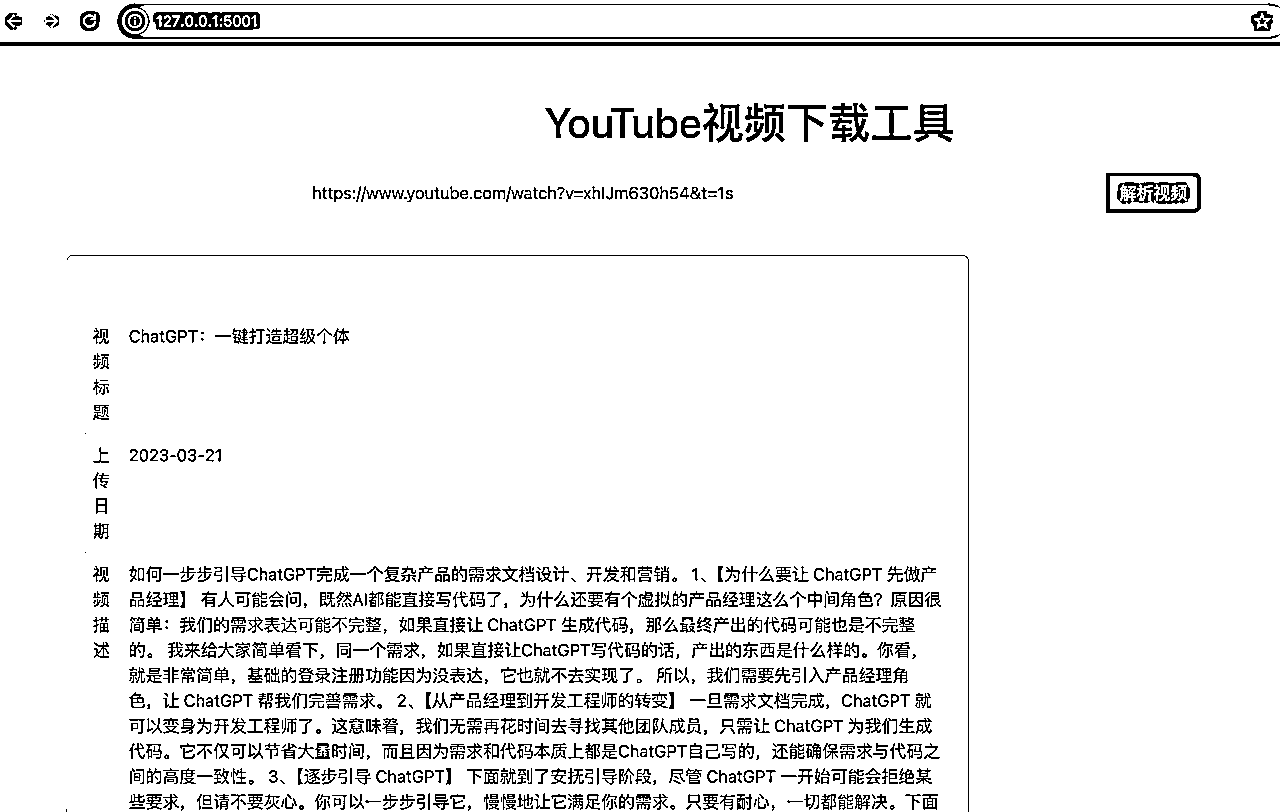 127.0.0.1:5001
YouTube视频下载工具
https://www.youtube.com/watch?v=xhIJm630h54&t=1s
解析视频
视频标题
ChatGPT：一键打造超级个体
上传日期
2023-03-21
视频描述
如何一步步引导ChatGPT完成一个复杂产品的需求文档设计、开发和营销。 1、【为什么要让 ChatGPT 先做产
品经理】 有人可能会问，既然AI都能直接写代码了，为什么还要有个虚拟的产品经理这么个中间角色？原因很
简单：我们的需求表达可能不完整，如果直接让 ChatGPT 生成代码，那么最终产出的代码可能也是不完整
的。 我来给大家简单看下，同一个需求，如果直接让ChatGPT写代码的话，产出的东西是什么样的。你看，
就是非常简单，基础的登录注册功能因为没表达，它也就不去实现了。 所以，我们需要先引入产品经理角
色，让 ChatGPT 帮我们完善需求。 2、【从产品经理到开发工程师的转变】 一旦需求文档完成，ChatGPT 就
可以变身为开发工程师了。这意味着，我们无需再花时间去寻找其他团队成员，只需让 ChatGPT 为我们生成
代码。它不仅可以节省大量时间，而且因为需求和代码本质上都是ChatGPT自己写的，还能确保需求与代码之
间的高度一致性。 3、【逐步引导 ChatGPT】 下面就到了安抚引导阶段，尽管 ChatGPT 一开始可能会拒绝某
些要求，但请不要灰心。你可以一步步引导它，慢慢地让它满足你的需求。只要有耐心，一切都能解决。下面